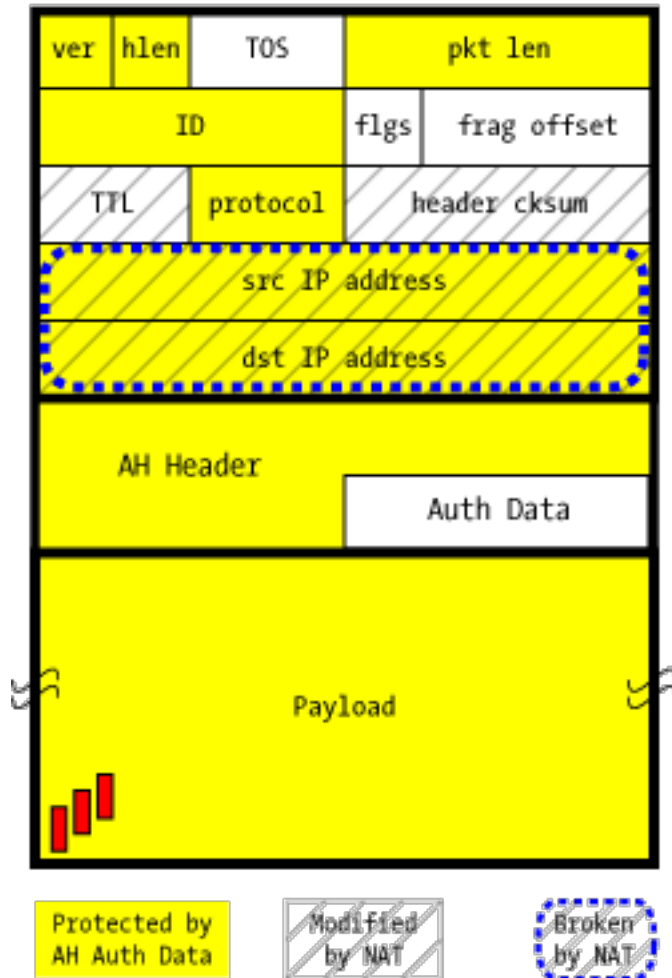 ver hlen TOS pkt len
ID flgs frag offset
TTL protocol header cksum
src IP address
dst IP address
AH Header
Auth Data
Payload
Protected by Modified Broken
AH Auth Data by NAT by NAT